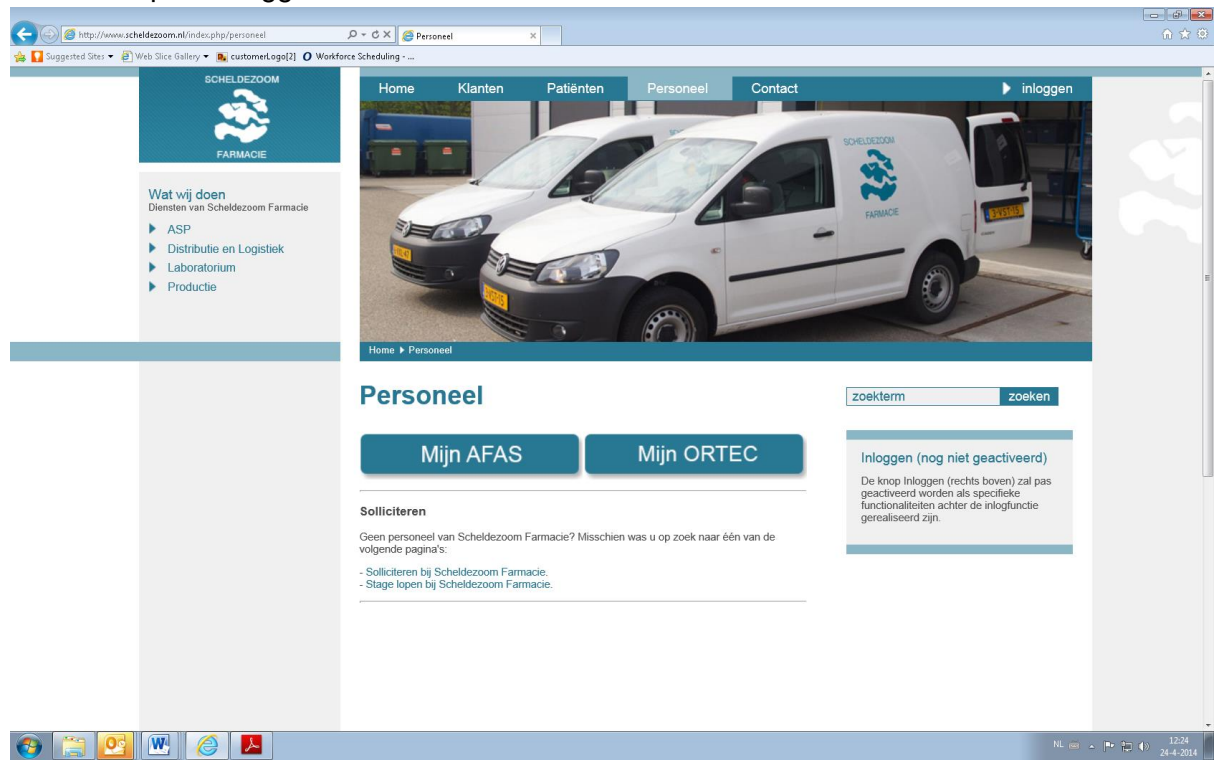 http://www.scheldezoom.nl/index.php/personeel
Personeel
Suggested Sites
Web Slice Gallery
customerLogo[2]
Workforce Scheduling - ...
SCHELDEZOOM
FARMACIE
Home Klanten Patiënten Personeel Contact inloggen
SCHELDEZOOM
FARMACIE
Wat wij doen
Diensten van Scheldezoom Farmacie
ASP
Distributie en Logistiek
Laboratorium
Productie
Home Personeel
Personeel
zoekterm zoeken
Mijn AFAS Mijn ORTEC
Inloggen (nog niet geactiveerd)
De knop Inloggen (rechts boven) zal pas
geactiveerd worden als specifieke
functionaliteiten achter de inlogfunctie
gerealiseerd zijn.
Solliciteren
Geen personeel van Scheldezoom Farmacie? Misschien was u op zoek naar één van de
volgende pagina's:
- Solliciteren bij Scheldezoom Farmacie.
- Stage lopen bij Scheldezoom Farmacie.
NL
12:24
24-4-2014